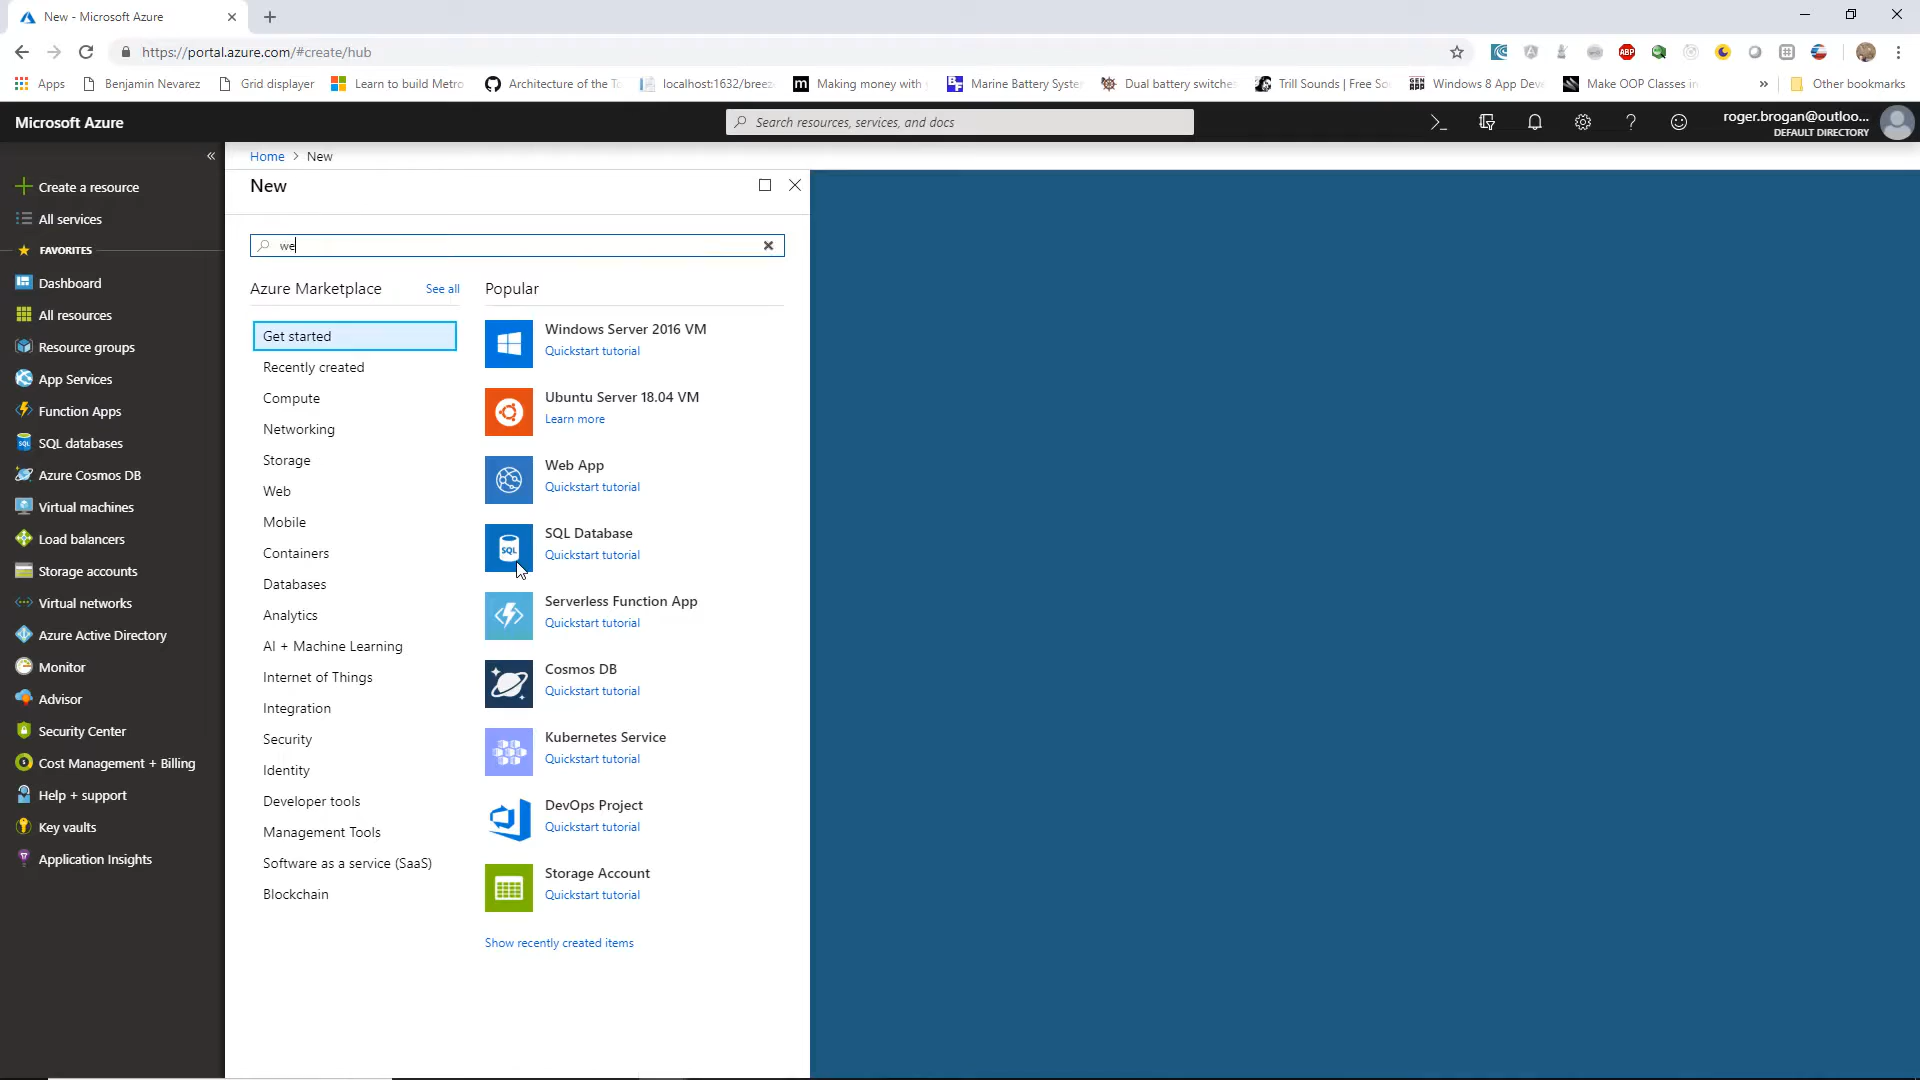 New - Microsoft Azure
https://portal.azure.com/#create/hub
Apps
Benjamin Nevarez
Grid displayer
Learn to build Metro
Architecture of the To
localhost:1632/breez
Making money with
Marine Battery System
Dual battery switches
Trill Sounds | Free So
Windows 8 App Deve
Make OOP Classes in
»
Other bookmarks
Microsoft Azure
Search resources, services, and docs
roger.brogan@outloo...
DEFAULT DIRECTORY
Home > New
New
we
Create a resource
All services
FAVORITES
Dashboard
All resources
Resource groups
App Services
Function Apps
SQL databases
Azure Cosmos DB
Virtual machines
Load balancers
Storage accounts
Virtual networks
Azure Active Directory
Monitor
Advisor
Security Center
Cost Management + Billing
Help + support
Key vaults
Application Insights
Azure Marketplace
See all
Get started
Recently created
Compute
Networking
Storage
Web
Mobile
Containers
Databases
Analytics
AI + Machine Learning
Internet of Things
Integration
Security
Identity
Developer tools
Management Tools
Software as a service (SaaS)
Blockchain
Popular
Windows Server 2016 VM
Quickstart tutorial
Ubuntu Server 18.04 VM
Learn more
Web App
Quickstart tutorial
SQL Database
Quickstart tutorial
Serverless Function App
Quickstart tutorial
Cosmos DB
Quickstart tutorial
Kubernetes Service
Quickstart tutorial
DevOps Project
Quickstart tutorial
Storage Account
Quickstart tutorial
Show recently created items